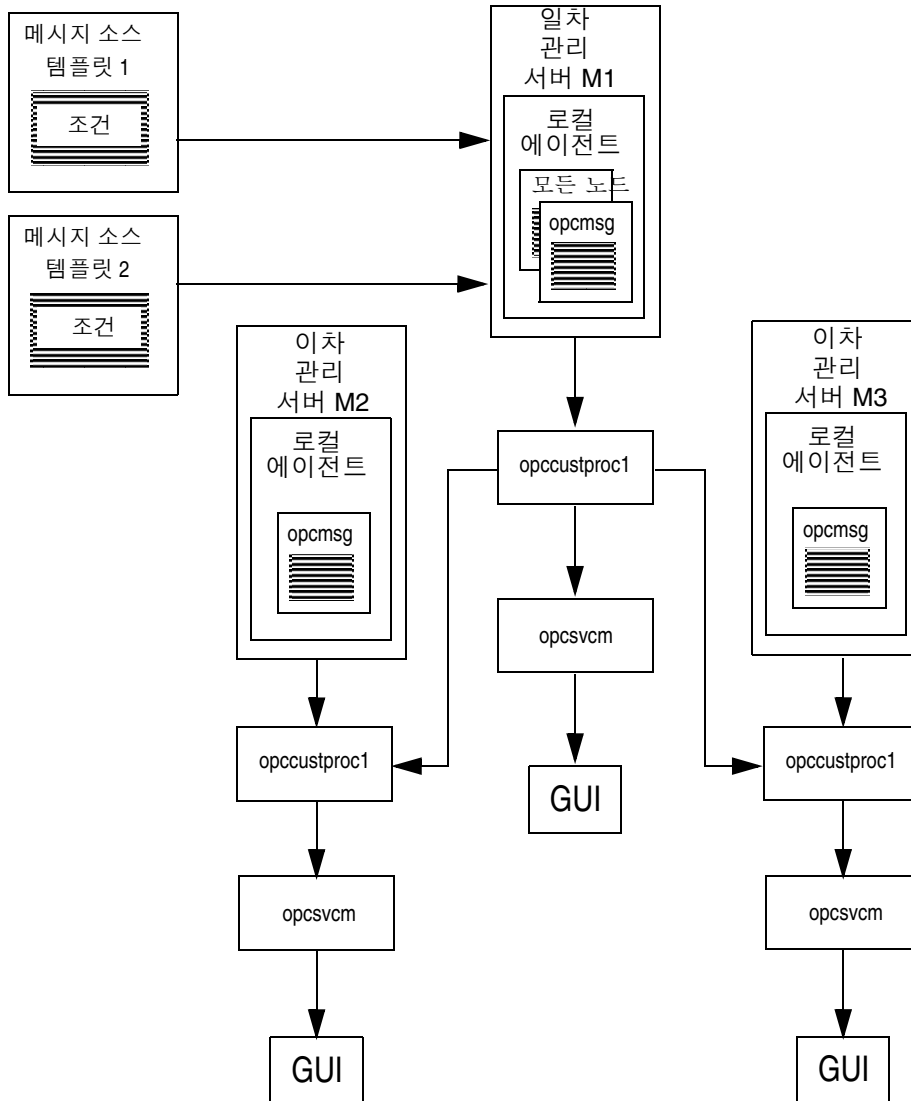 메시지 소스
템플릿 1
조건
메시지 소스
템플릿 2
조건
일차
관리
서버 M1
로컬
에이전트
모든 노드
opcmsg
이차
관리
서버 M2
로컬
에이전트
opcmsg
이차
관리
서버 M3
로컬
에이전트
opcmsg
opccustproc1
opcsvcm
GUI
opccustproc1
opcsvcm
GUI
opccustproc1
opcsvcm
GUI